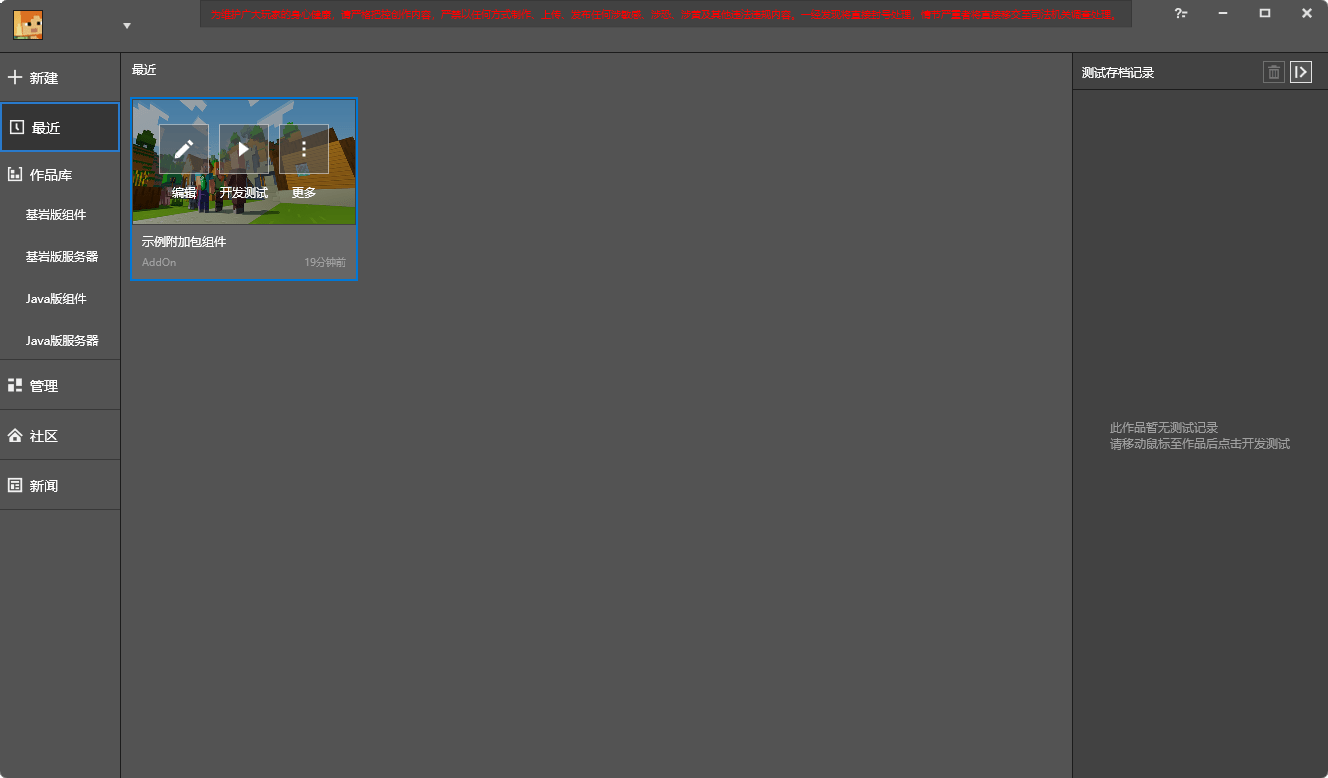 新建
最近
作品库
基岩版组件
基岩版服务器
Java版组件
Java版服务器
管理
社区
新闻
最近
编辑
开发测试
更多
示例附加包组件
AddOn
19分钟前
测试存档记录
此作品暂无测试记录
请移动鼠标至作品后点击开发测试